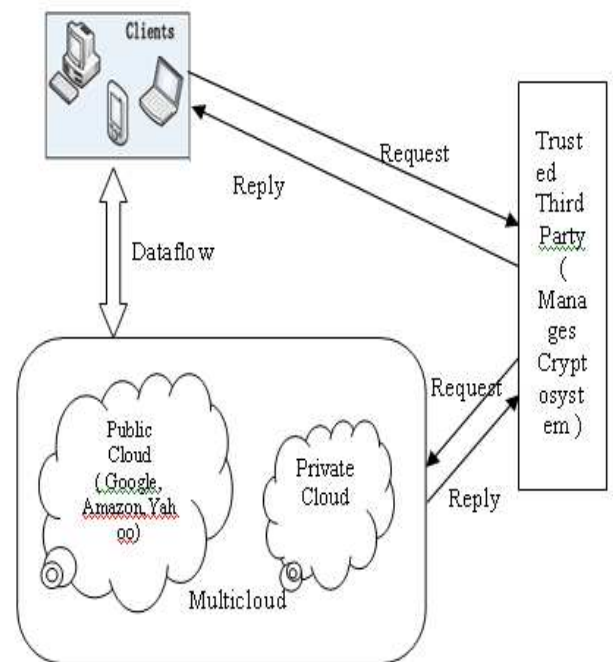 Clients
Request
Reply
Dataflow
Trust
ed
Third
Party
(
Mana
ges
Crypt
osyst
em )
Request
Reply
Public
Cloud
( Google,
Amazon,Yah
oo)
Private
Cloud
Multicloud